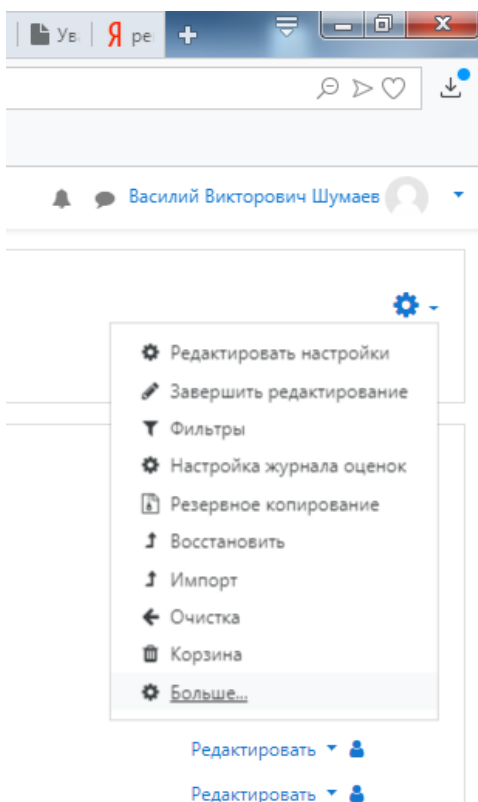 Ув
Я ре
Василий Викторович Шумаев
Редактировать настройки
Завершить редактирование
Фильтры
Настройка журнала оценок
Резервное копирование
Восстановить
Импорт
Очистка
Корзина
Больше...
Редактировать
Редактировать